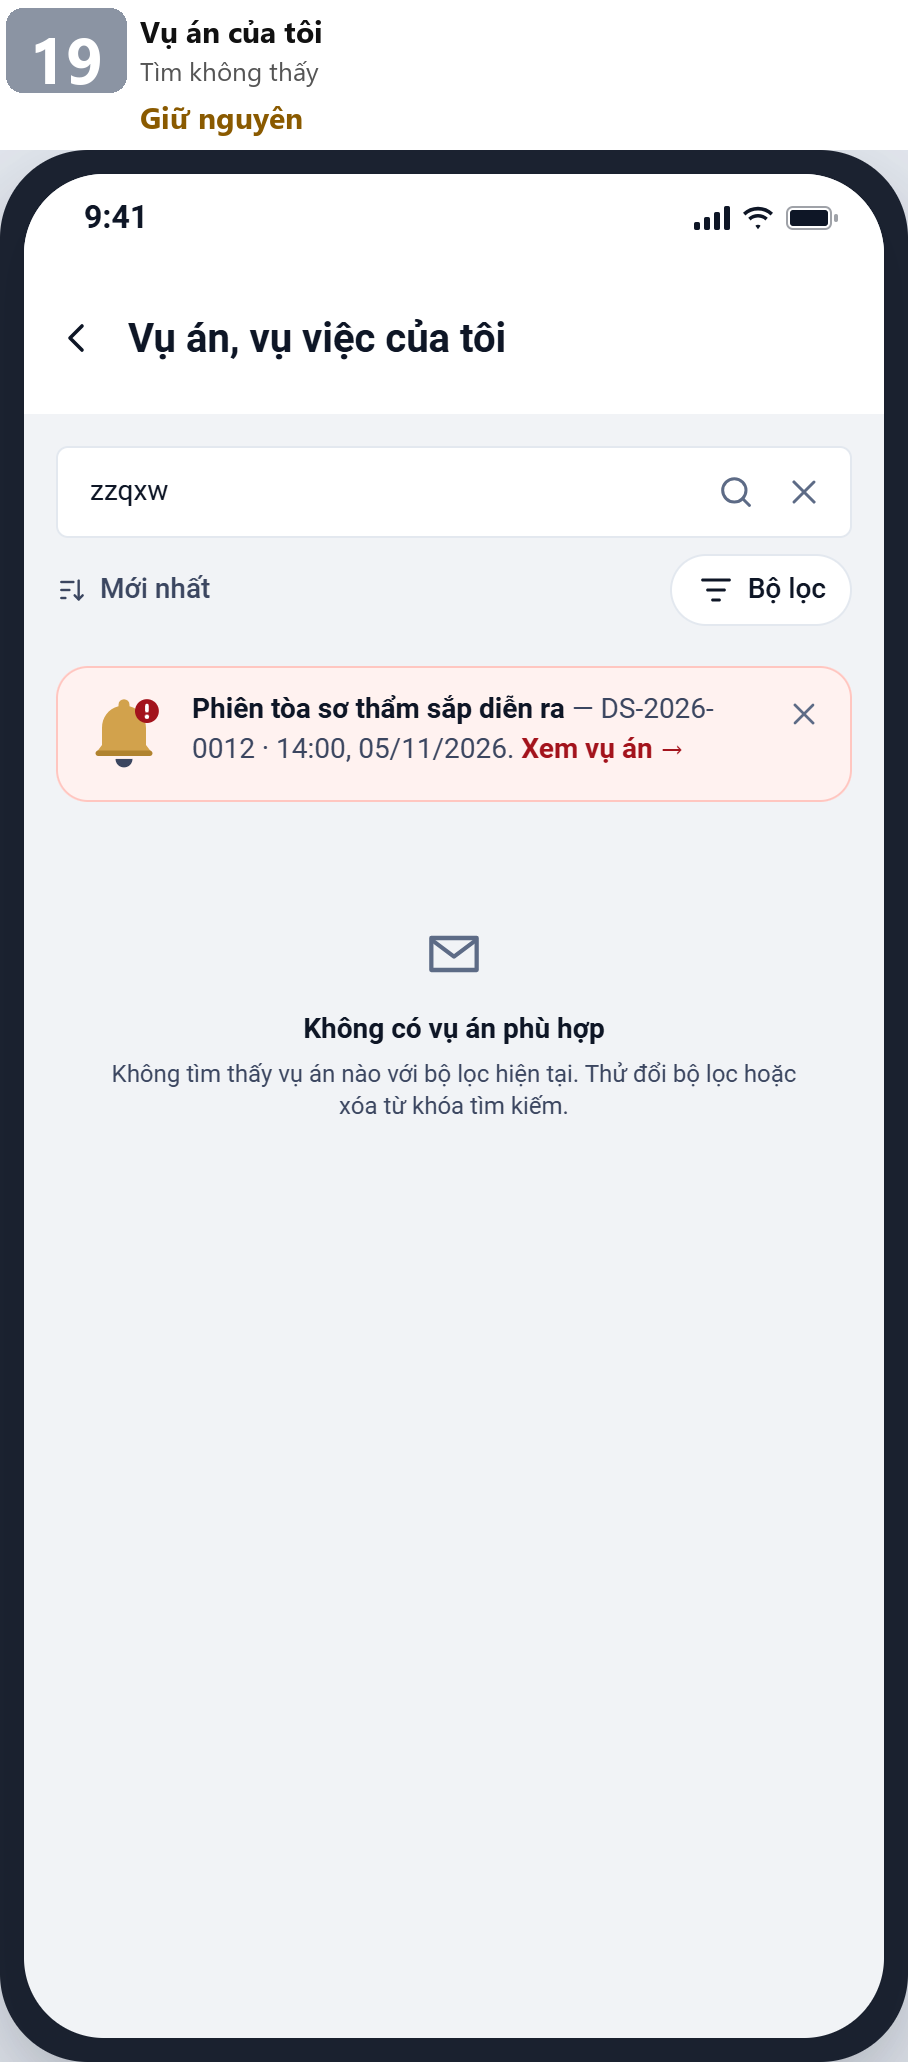 19
Vụ án của tôi
Tìm không thấy
Giữ nguyên
9:41
Vụ án, vụ việc của tôi
zzqxw
Mới nhất
Bộ lọc
Phiên tòa sơ thẩm sắp diễn ra — DS-2026-
0012 · 14:00, 05/11/2026. Xem vụ án →
Không có vụ án phù hợp
Không tìm thấy vụ án nào với bộ lọc hiện tại. Thử đổi bộ lọc hoặc
xóa từ khóa tìm kiếm.